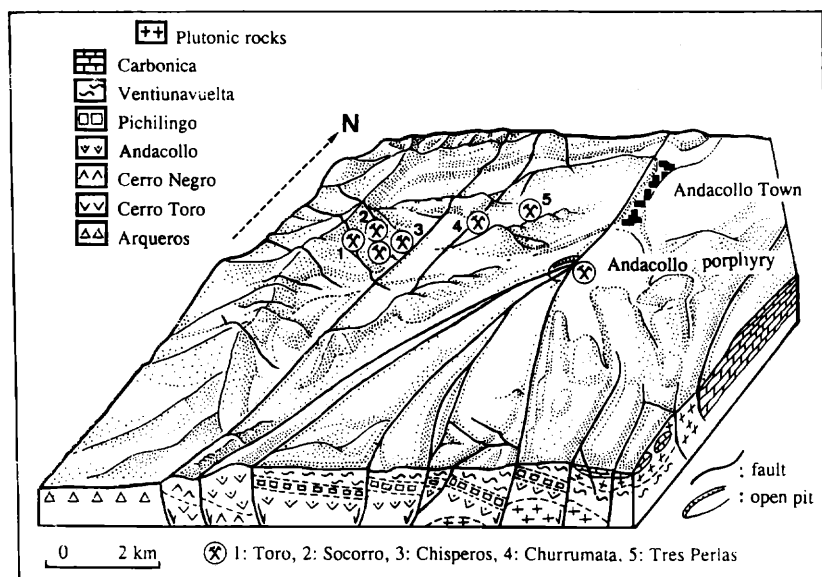 Plutonic rocks
Carbonica
Ventiunavuelta
Pichilingo
Andacollo
Cerro Negro
Cerro Toro
Arqueros
N
1
2
3
4
5
Andacollo Town
Andacollo porphyry
: fault
: open pit
0 2 km
1: Toro, 2: Socorro, 3: Chisperos, 4: Churrumata, 5: Tres Perlas